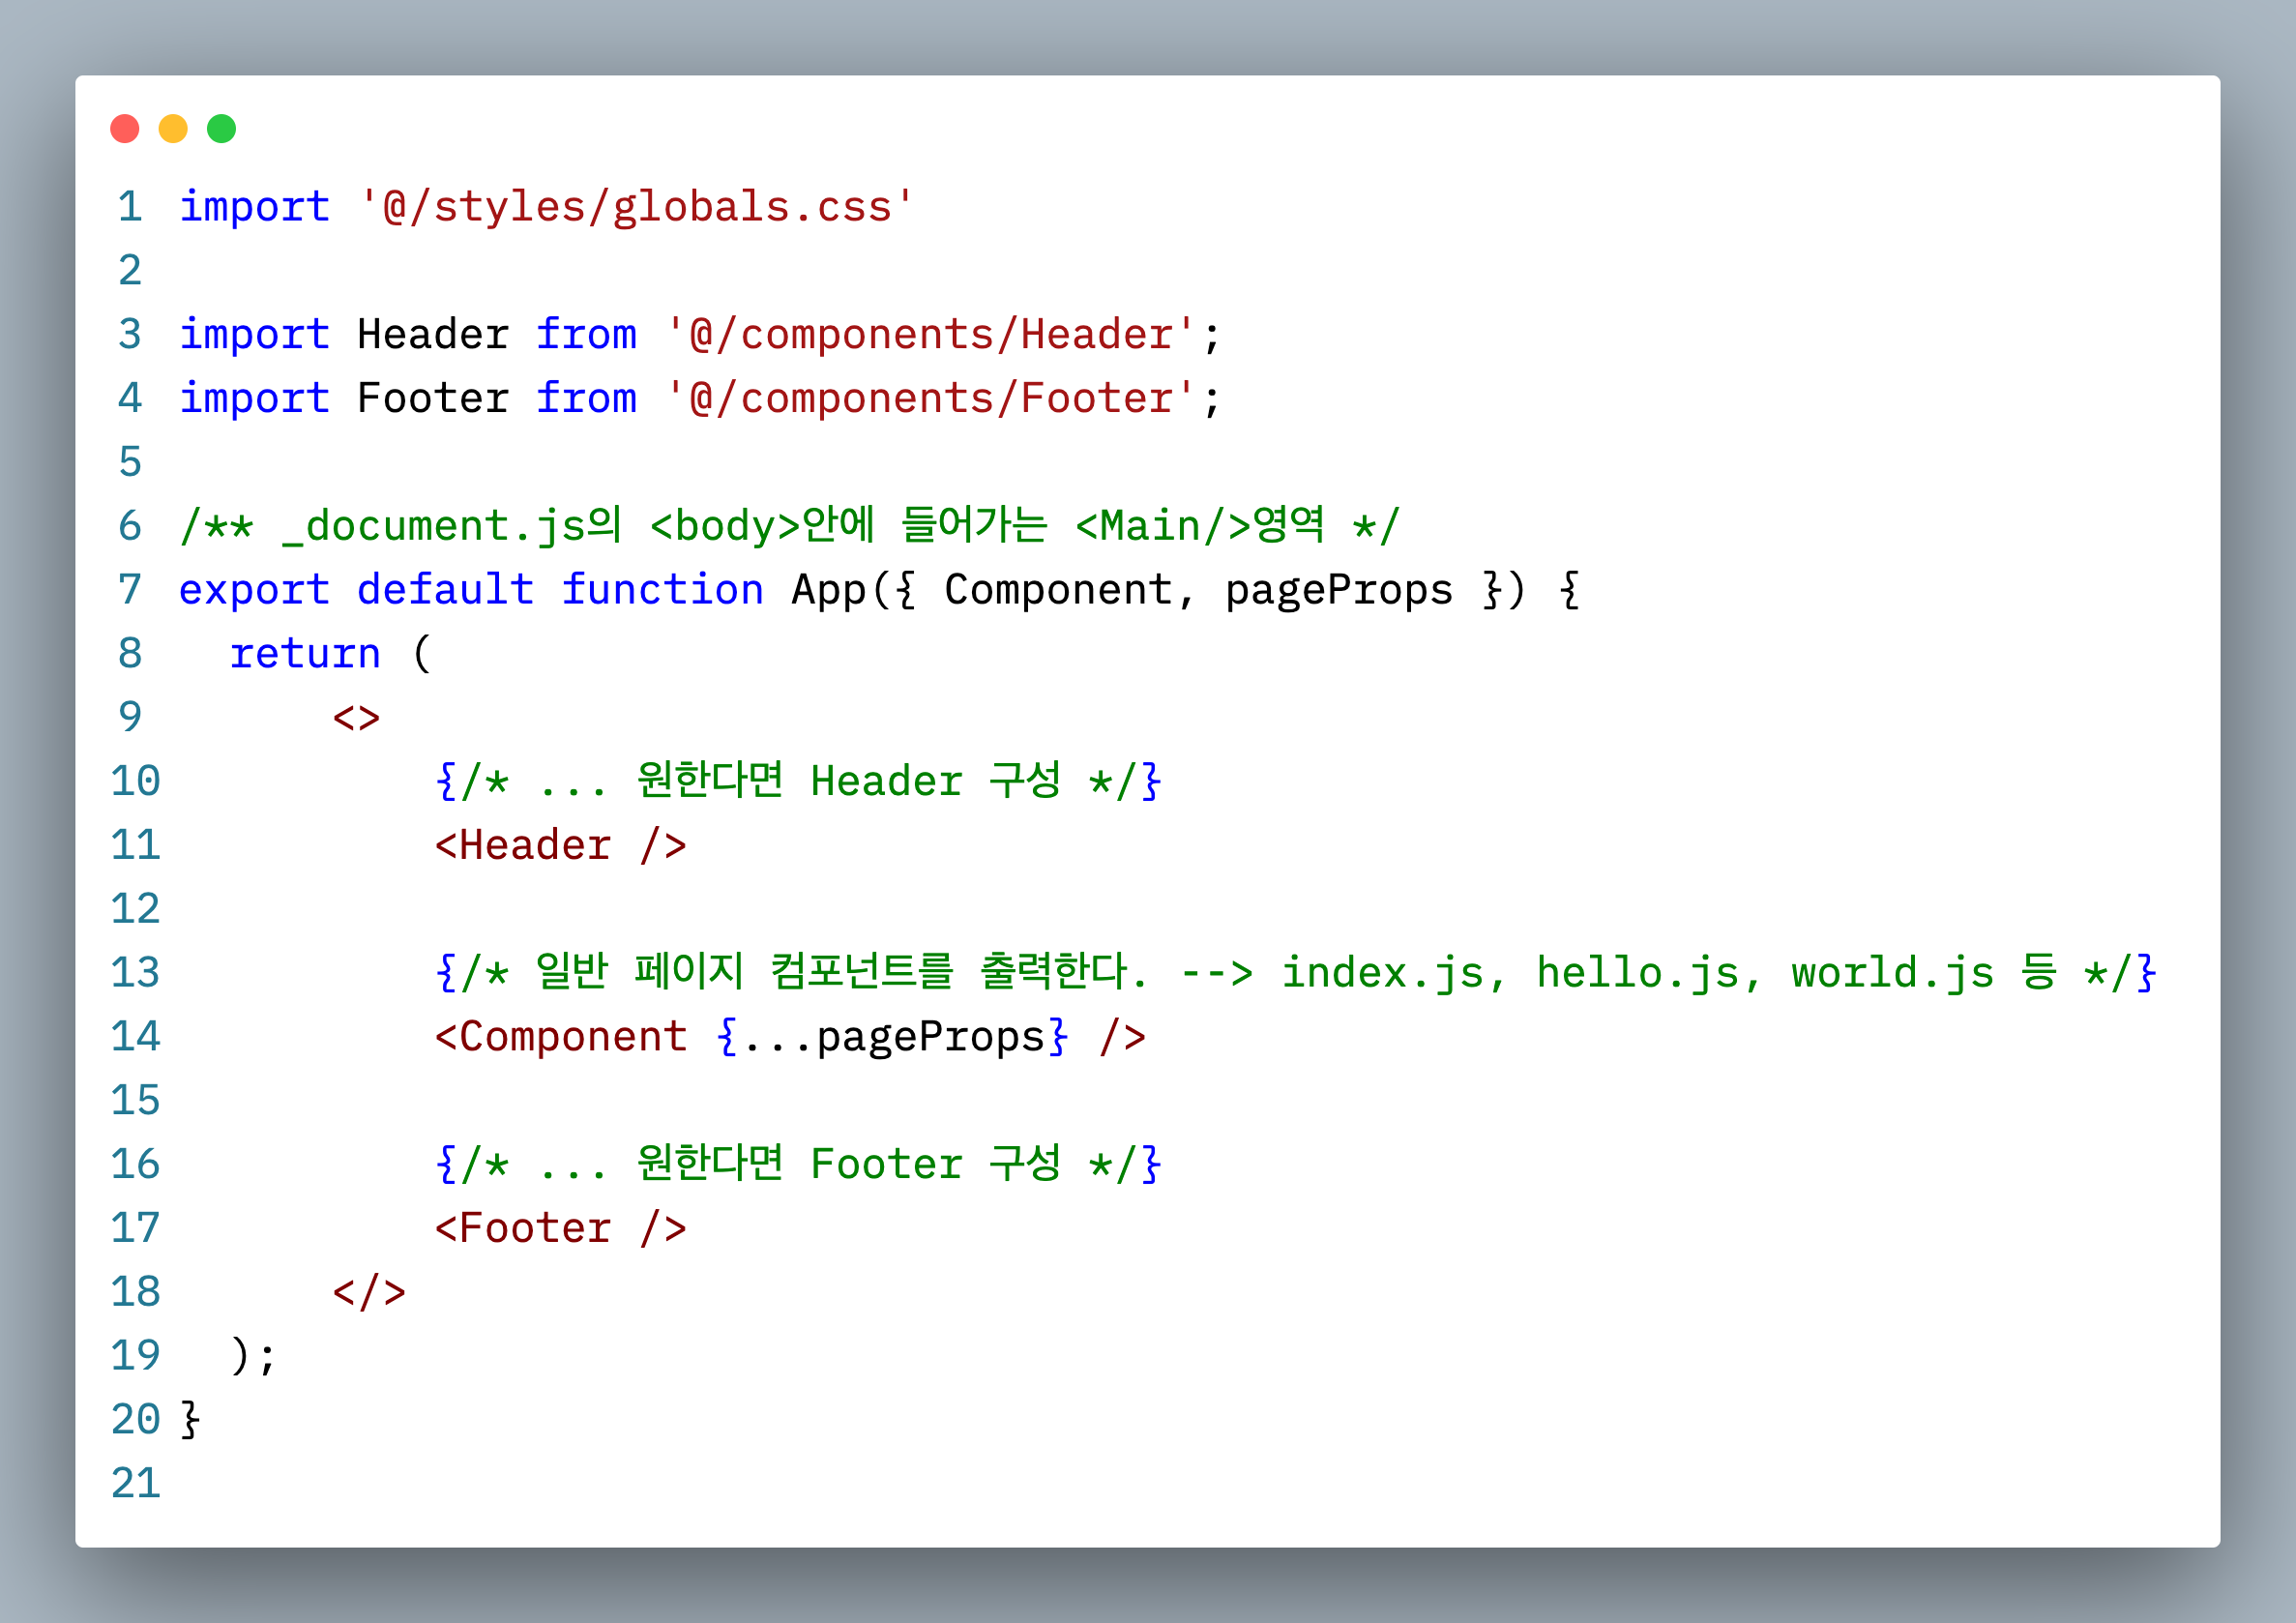 1 import '@/styles/globals.css'
2
3 import Header from '@/components/Header';
4 import Footer from '@/components/Footer';
5
6 /** _document.js의 <body>안에 들어가는 <Main/>영역 */
7 export default function App({ Component, pageProps }) {
8   return (
9       <>
10           {/* ... 원한다면 Header 구성 */}
11           <Header />
12
13           {/* 일반 페이지 컴포넌트를 출력한다. --> index.js, hello.js, world.js 등 */}
14           <Component {...pageProps} />
15
16           {/* ... 원한다면 Footer 구성 */}
17           <Footer />
18       </>
19   );
20 }
21